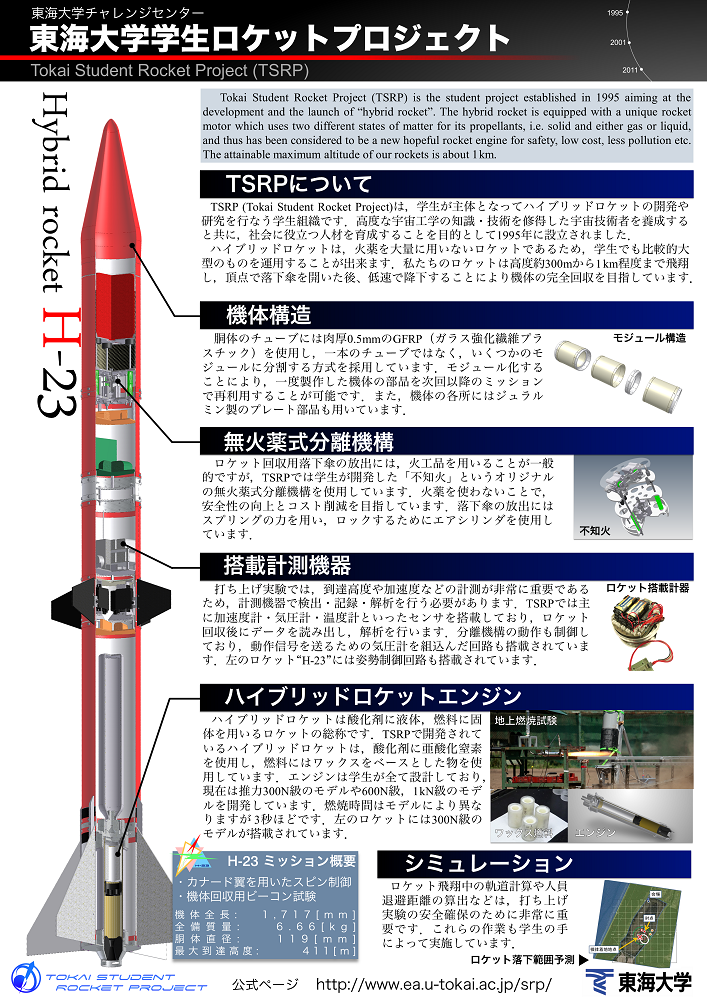 東海大学チャレンジセンター
東海大学学生ロケットプロジェクト
Tokai Student Rocket Project (TSRP)
1995
2001
2011
Hybrid rocket H-23
Tokai Student Rocket Project (TSRP) is the student project established in 1995 aiming at the
development and the launch of “hybrid rocket”. The hybrid rocket is equipped with a unique rocket
motor which uses two different states of matter for its propellants, i.e. solid and either gas or liquid,
and thus has been considered to be a new hopeful rocket engine for safety, low cost, less pollution etc.
The attainable maximum altitude of our rockets is about 1km.
TSRPについて
TSRP (Tokai Student Rocket Project)は，学生が主体となってハイブリッドロケットの開発や
研究を行なう学生組織です．高度な宇宙工学の知識・技術を修得した宇宙技術者を養成する
と共に，社会に役立つ人材を育成することを目的として1995年に設立されました．
ハイブリッドロケットは，火薬を大量に用いないロケットであるため，学生でも比較的大
型のものを運用することが出来ます．私たちのロケットは高度約300mから1km程度まで飛翔
し，頂点で落下傘を開いた後、低速で降下することにより機体の完全回収を目指しています．
機体構造
胴体のチューブには肉厚0.5mmのGFRP（ガラス強化繊維プラ
スチック）を使用し，一本のチューブではなく，いくつかのモ
ジュールに分割する方式を採用しています．モジュール化する
ことにより，一度製作した機体の部品を次回以降のミッション
で再利用することが可能です．また，機体の各所にはジュラル
ミン製のプレート部品も用いています．
モジュール構造
無火薬式分離機構
ロケット回収用落下傘の放出には，火工品を用いることが一般
的ですが，TSRPでは学生が開発した「不知火」というオリジナル
の無火薬式分離機構を使用しています．火薬を使わないことで，
安全性の向上とコスト削減を目指しています．落下傘の放出には
スプリングの力を用い，ロックするためにエアシリンダを使用し
ています．
不知火
搭載計測機器
打ち上げ実験では，到達高度や加速度などの計測が非常に重要である
ため，計測機器で検出・記録・解析を行う必要があります．TSRPでは主
に加速度計・気圧計・温度計といったセンサを搭載しており，ロケット
回収後にデータを読み出し，解析を行います．分離機構の動作も制御し
ており，動作信号を送るための気圧計を組込んだ回路も搭載されていま
す．左のロケット“H-23”には姿勢制御回路も搭載されています．
ロケット搭載計器
ハイブリッドロケットエンジン
ハイブリッドロケットは酸化剤に液体，燃料に固
体を用いるロケットの総称です．TSRPで開発されて
いるハイブリッドロケットは，酸化剤に亜酸化窒素
を使用し，燃料にはワックスをベースとした物を使
用しています．エンジンは学生が全て設計しており，
現在は推力300N級のモデルや600N級，1kN級のモデ
ルを開発しています．燃焼時間はモデルにより異な
りますが３秒ほどです．左のロケットには300N級の
モデルが搭載されています．
地上燃焼試験
ワックス燃料
エンジン
H-23 ミッション概要
・カナード翼を用いたスピン制御
・機体回収用ビーコン試験
機体全長： 1,717[mm]
全備質量： 6.66[kg]
胴体直径： 119[mm]
最大到達高度： 411[m]
シミュレーション
ロケット飛翔中の軌道計算や人員
退避距離の算出などは，打ち上げ
実験の安全確保のために非常に重
要です．これらの作業も学生の手
によって実施しています．
ロケット落下範囲予測 ▶
TOKAI STUDENT
ROCKET PROJECT
公式ページ http://www.ea.u-tokai.ac.jp/srp/
東海大学